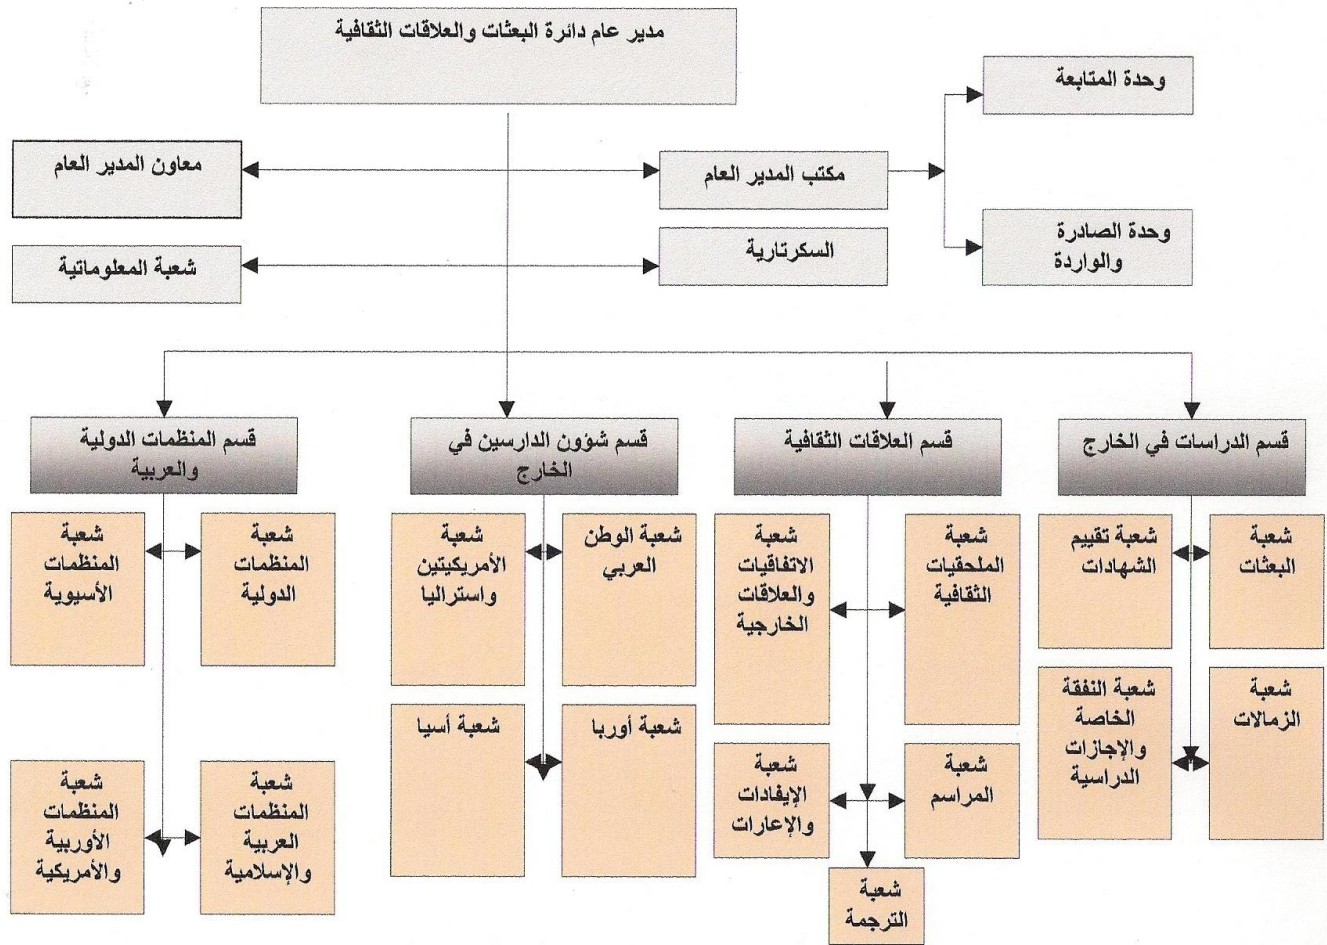 مدير عام دائرة البعثات والعلاقات الثقافية
وحدة المتابعة
مكتب المدير العام
معاون المدير العام
وحدة الصادرة
والواردة
السكرتارية
شعبة المعلوماتية
قسم الدراسات في الخارج
قسم العلاقات الثقافية
قسم شؤون الدارسين في
الخارج
قسم المنظمات الدولية
والعربية
شعبة
البعثات
شعبة تقييم
الشهادات
شعبة
الزمالات
شعبة النفقة
الخاصة
والإجازات
الدراسية
شعبة
الملحقيات
الثقافية
شعبة
الاتفاقيات
والعلاقات
الخارجية
شعبة
المراسم
شعبة
الإيفادات
والإعارات
شعبة
الترجمة
شعبة الوطن
العربي
شعبة
الأمريكيتين
واستراليا
شعبة أوربا
شعبة أسيا
شعبة
المنظمات
الدولية
شعبة
المنظمات
الأسيوية
شعبة
المنظمات
العربية
والإسلامية
شعبة
المنظمات
الأوربية
والأمريكية